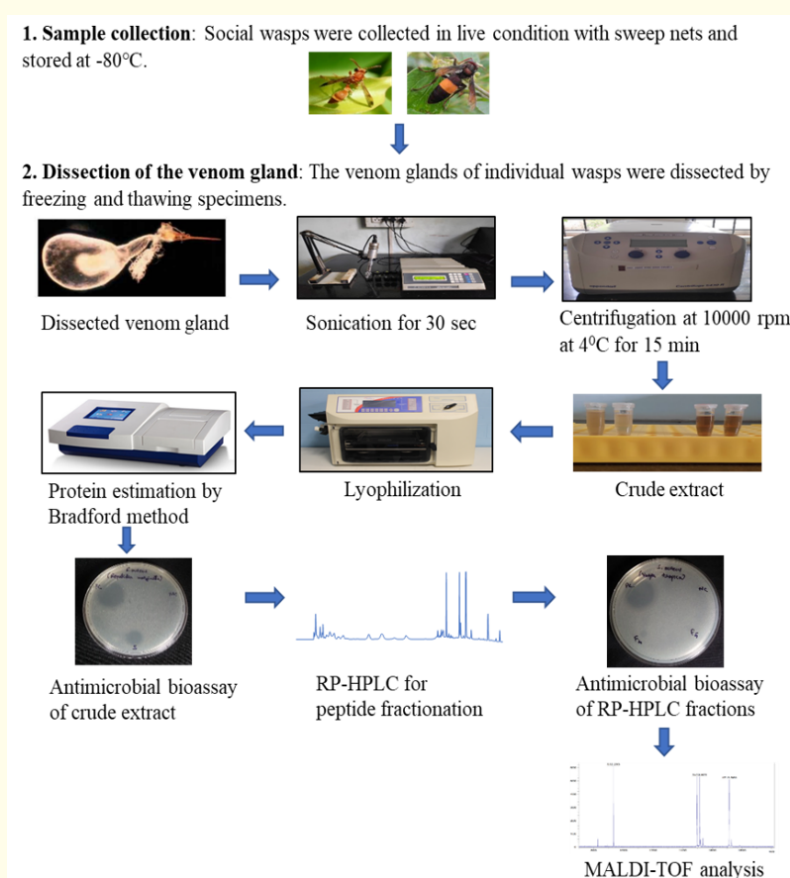 1. Sample collection: Social wasps were collected in live condition with sweep nets and
stored at -80°C.
2. Dissection of the venom gland: The venom glands of individual wasps were dissected by
freezing and thawing specimens.
Dissected venom gland
Sonication for 30 sec
Centrifugation at 10000 rpm
at 4⁰C for 15 min
Protein estimation by
Bradford method
Lyophilization
Crude extract
Antimicrobial bioassay
of crude extract
RP-HPLC for
peptide fractionation
Antimicrobial bioassay
of RP-HPLC fractions
MALDI-TOF analysis